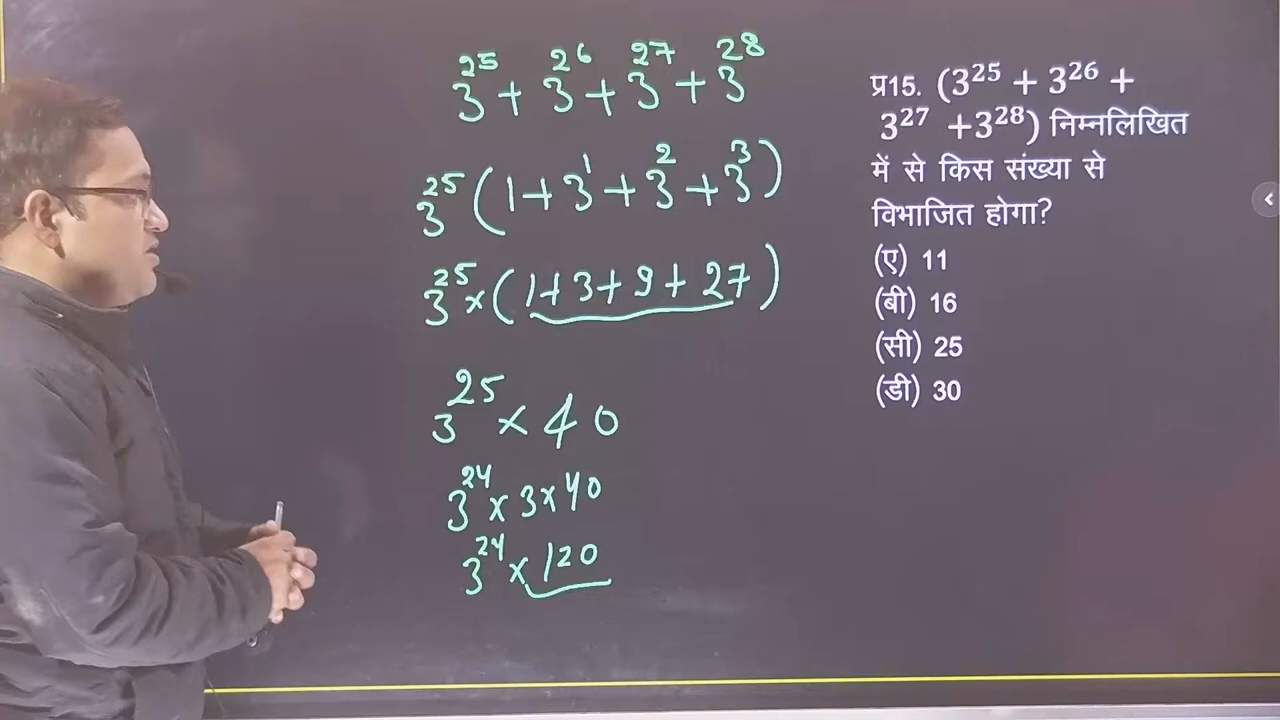 3²⁵ + 3²⁶ + 3²⁷ + 3²⁸
3²⁵ (1 + 3¹ + 3² + 3³)
3²⁵ × (1 + 3 + 9 + 27)
3²⁵ × 40
3²⁴ × 3 × 40
3²⁴ × 120
प्र15. (3²⁵ + 3²⁶ +
3²⁷ +3²⁸) निम्नलिखित
में से किस संख्या से
विभाजित होगा?
(ए) 11
(बी) 16
(सी) 25
(डी) 30